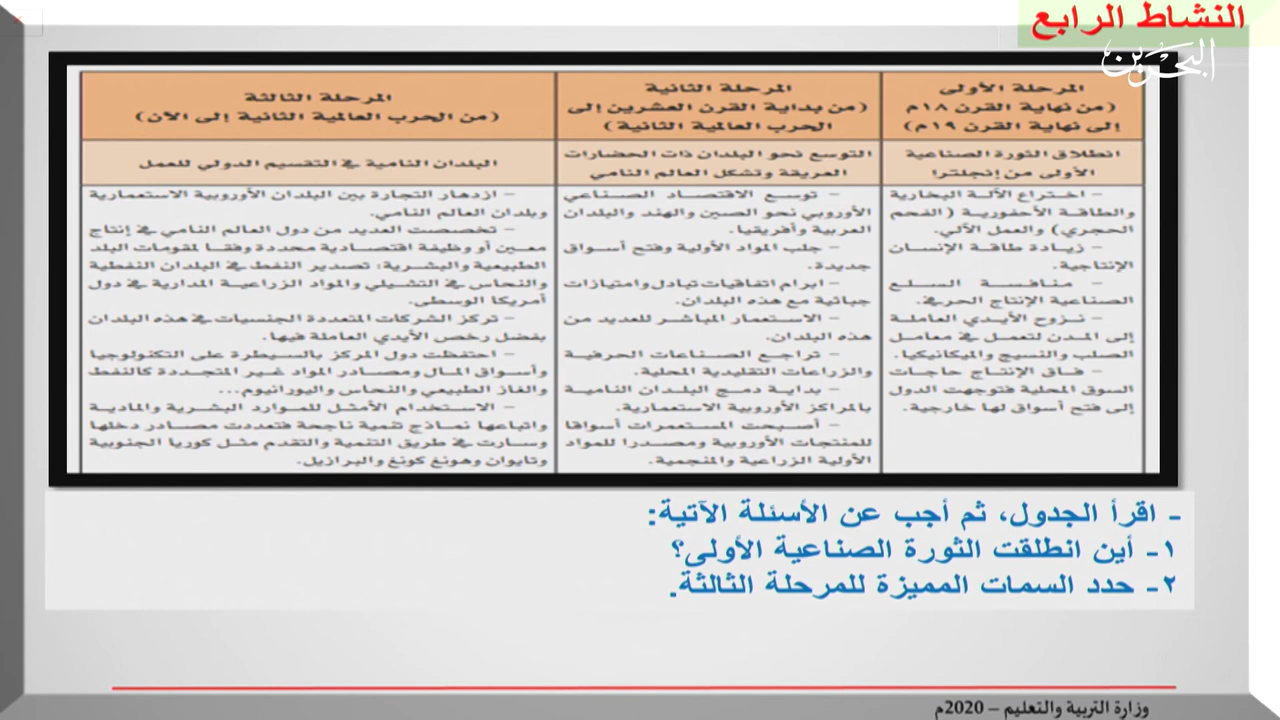 النشاط الرابع
البحرين
المرحلة الأولى
(من نهاية القرن ١٨م
إلى نهاية القرن ١٩م)
المرحلة الثانية
(من بداية القرن العشرين إلى
الحرب العالمية الثانية)
المرحلة الثالثة
(من الحرب العالمية الثانية إلى الآن)
انطلاق الثورة الصناعية
الأولى من إنجلترا
التوسع نحو البلدان ذات الحضارات
العريقة وتشكل العالم النامي
البلدان النامية في التقسيم الدولي للعمل
- اختراع الآلة البخارية
والطاقة الأحفورية (الفحم
الحجري) والعمل الآلي.
- زيادة طاقة الإنسان
الإنتاجية.
- منافسة السلع
الصناعية الإنتاج الحرفي.
- نزوح الأيدي العاملة
إلى المدن لتعمل في معامل
الصلب والنسيج والميكانيكيا.
- فاق الإنتاج حاجات
السوق المحلية فتوجهت الدول
إلى فتح أسواق لها خارجية.
- توسع الاقتصاد الصناعي
الأوروبي نحو الصين والهند والبلدان
العربية وأفريقيا.
- جلب المواد الأولية وفتح أسواق
جديدة.
- ابرام اتفاقيات تبادل وامتيازات
جبائية مع هذه البلدان.
- الاستعمار المباشر للعديد من
هذه البلدان.
- تراجع الصناعات الحرفية
والزراعات التقليدية المحلية.
- بداية دمج البلدان النامية
بالمراكز الأوروبية الاستعمارية.
- أصبحت المستعمرات أسواقا
للمنتجات الأوروبية ومصدرا للمواد
الأولية الزراعية والمنجمية.
- ازدهار التجارة بين البلدان الأوروبية الاستعمارية
وبلدان العالم النامي.
- تخصصت العديد من دول العالم النامي في إنتاج
معين أو وظيفة اقتصادية محددة وفقا لمقومات البلد
الطبيعية والبشرية: تصدير النفط في البلدان النفطية
والنحاس في التشيلي والمواد الزراعية المدارية في دول
أمريكا الوسطى.
- تركز الشركات المتعددة الجنسيات في هذه البلدان
بفضل رخص الأيدي العاملة فيها.
- احتفظت دول المركز بالسيطرة على التكنولوجيا
وأسواق المال ومصادر المواد غير المتجددة كالنفط
والغاز الطبيعي والنحاس واليورانيوم...
- الاستخدام الأمثل للموارد البشرية والمادية
واتباعها نماذج تنمية ناجحة فتعددت مصادر دخلها
وسارت في طريق التنمية والتقدم مثل كوريا الجنوبية
وتايوان وهونغ كونغ والبرازيل.
- اقرأ الجدول، ثم أجب عن الأسئلة الآتية:
١- أين انطلقت الثورة الصناعية الأولى؟
٢- حدد السمات المميزة للمرحلة الثالثة.
وزارة التربية والتعليم – 2020م